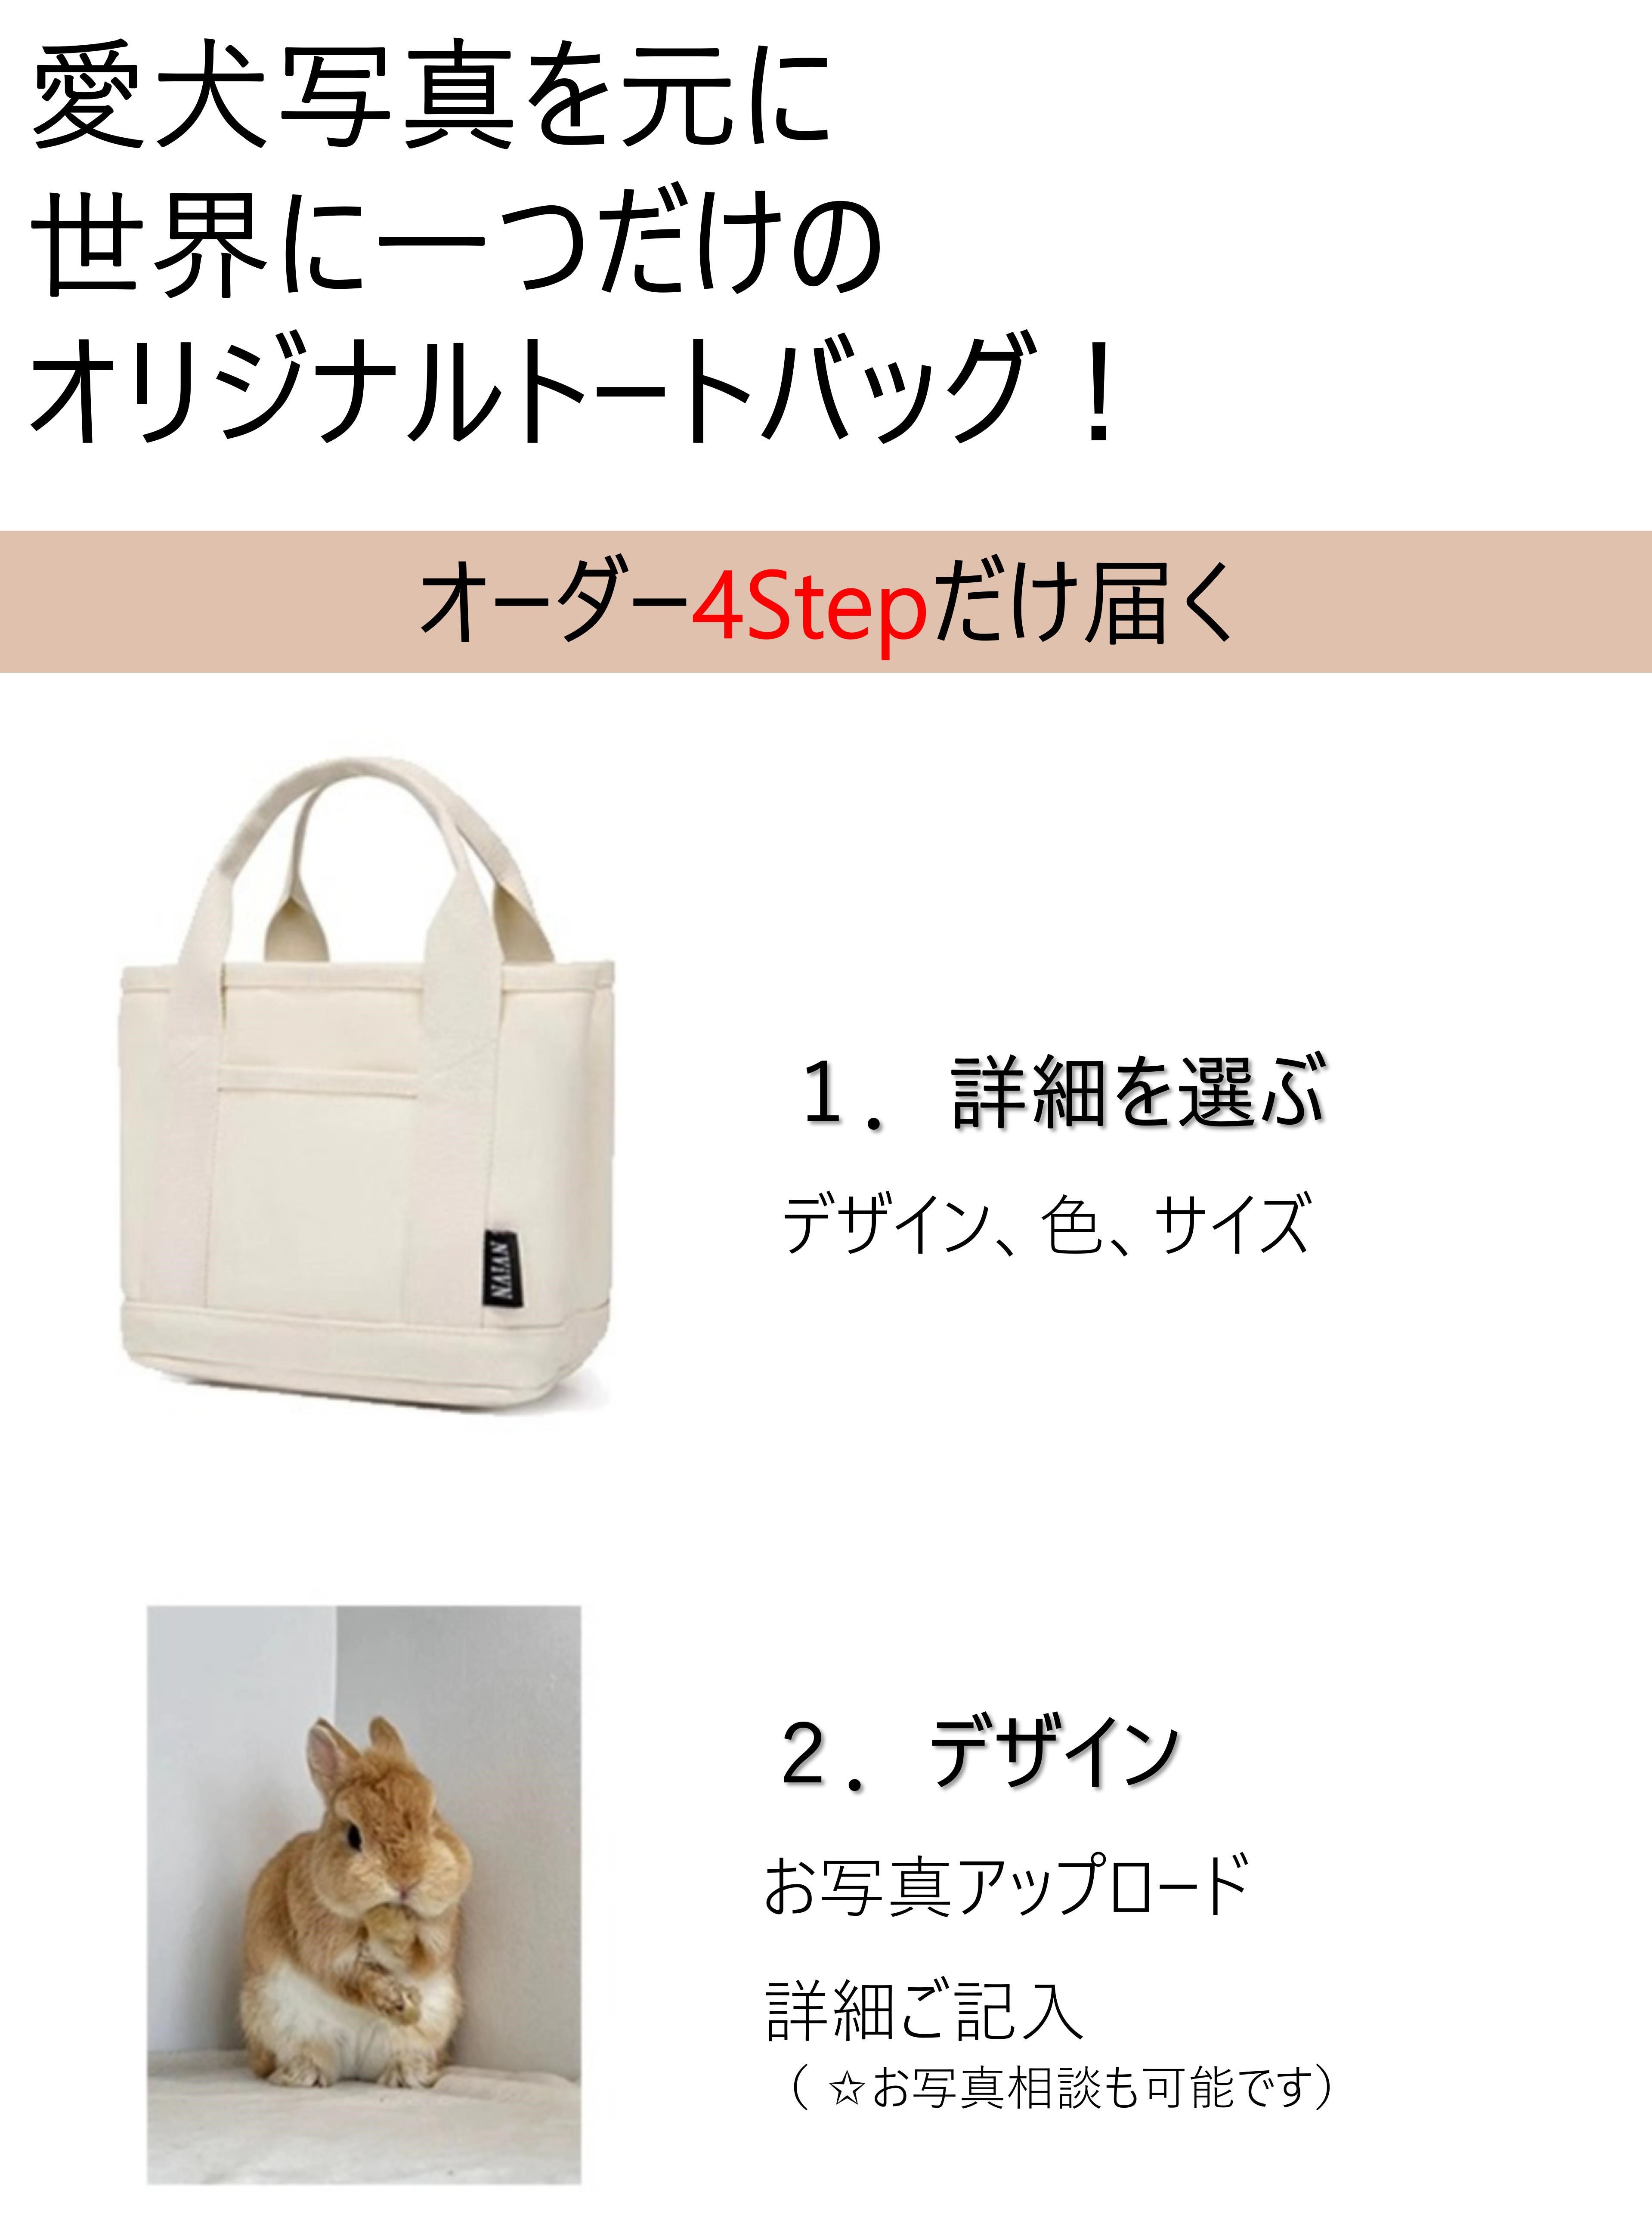 愛犬写真を元に
世界に一つだけの
オリジナルトートバッグ！
オーダー4Stepだけ届く
1． 詳細を選ぶ
デザイン、色、サイズ
2．デザイン
お写真アップロード
詳細ご記入
（ ☆お写真相談も可能です）